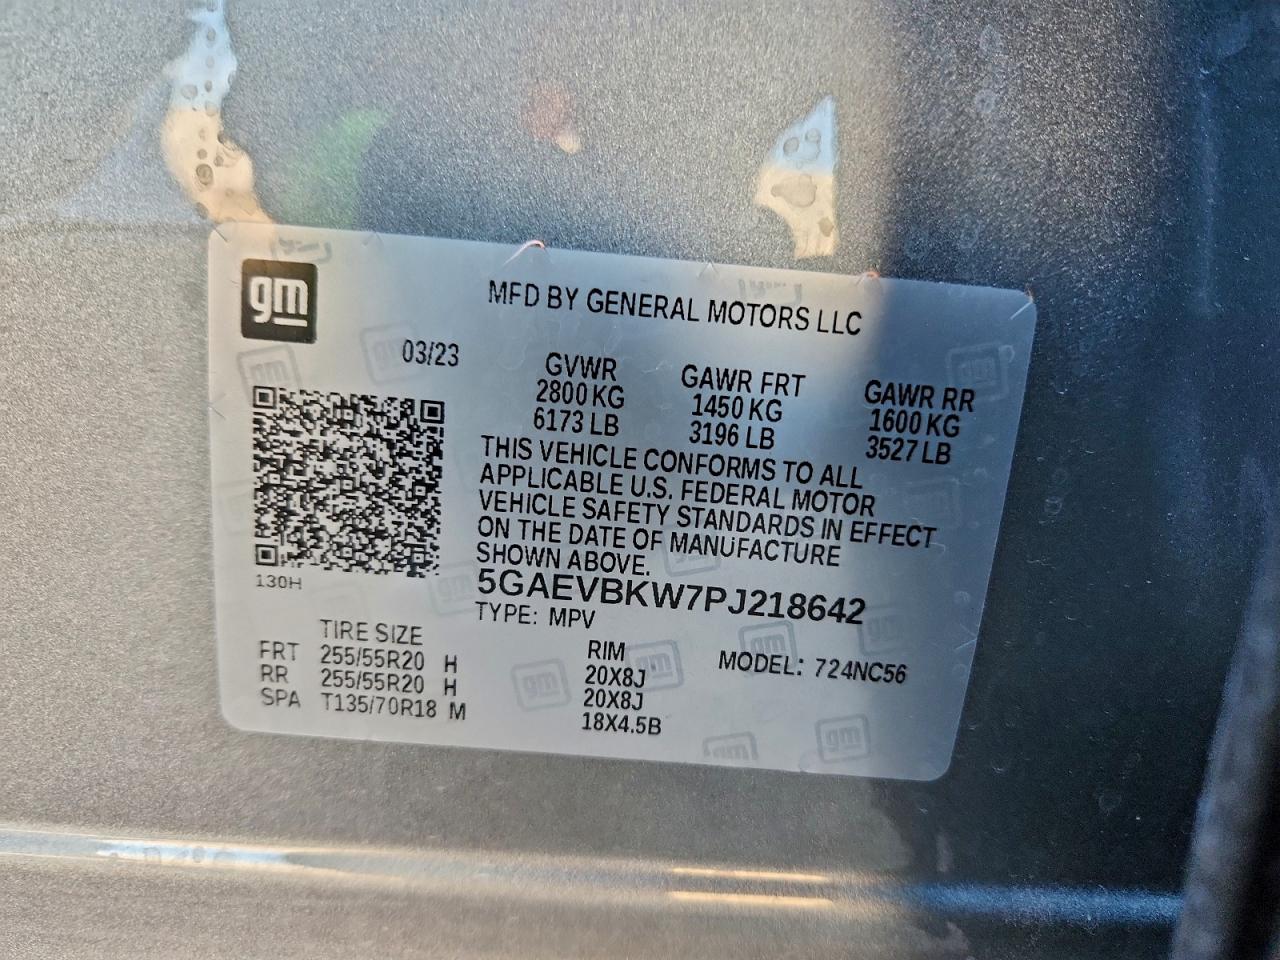 gm
MFD BY GENERAL MOTORS LLC
03/23
GVWR GAWR FRT GAWR RR
2800 KG 1450 KG 1600 KG
6173 LB 3196 LB 3527 LB
THIS VEHICLE CONFORMS TO ALL
APPLICABLE U.S. FEDERAL MOTOR
VEHICLE SAFETY STANDARDS IN EFFECT
ON THE DATE OF MANUFACTURE
SHOWN ABOVE.
130H
5GAEVBKW7PJ218642
TYPE: MPV
TIRE SIZE RIM MODEL: 724NC56
FRT 255/55R20 H 20X8J
RR 255/55R20 H 20X8J
SPA T135/70R18 M 18X4.5B